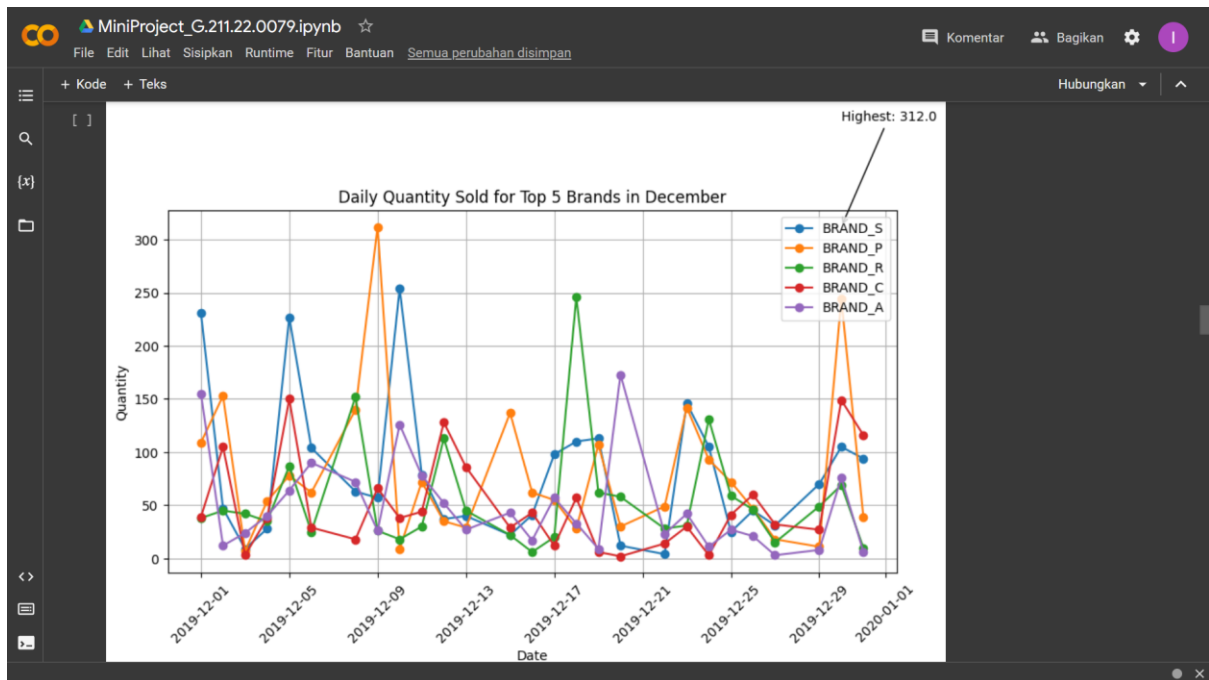 MiniProject_G.211.22.0079.ipynb
File Edit Lihat Sisipkan Runtime Fitur Bantuan Semua perubahan disimpan
Komentar Bagikan I
+ Kode + Teks
Hubungkan
{x}
[ ]
Highest: 312.0
Daily Quantity Sold for Top 5 Brands in December
BRAND_S
BRAND_P
BRAND_R
BRAND_C
BRAND_A
Quantity
300
250
200
150
100
50
0
2019-12-01 2019-12-05 2019-12-09 2019-12-13 2019-12-17 2019-12-21 2019-12-25 2019-12-29 2020-01-01
Date